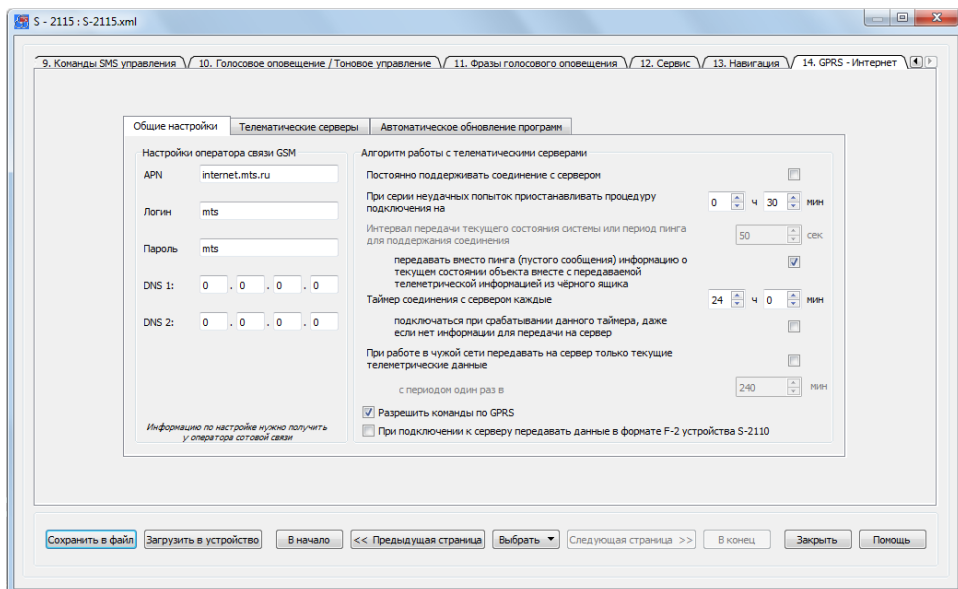 S - 2115 : S-2115.xml
9. Команды SMS управления
10. Голосовое оповещение / Тоновое управление
11. Фразы голосового оповещения
12. Сервис
13. Навигация
14. GPRS - Интернет
Общие настройки
Телематические серверы
Автоматическое обновление программ
Настройки оператора связи GSM
APN
internet.mts.ru
Логин
mts
Пароль
mts
DNS 1:
0 . 0 . 0 . 0
DNS 2:
0 . 0 . 0 . 0
Информацию по настройке нужно получить
у оператора сотовой связи
Алгоритм работы с телематическими серверами
Постоянно поддерживать соединение с сервером
При серии неудачных попыток приостанавливать процедуру
подключения на
0 ч 30 мин
Интервал передачи текущего состояния системы или период пинга
для поддержания соединения
50 сек
передавать вместо пинга (пустого сообщения) информацию о
текущем состоянии объекта вместе с передаваемой
телеметрической информацией из чёрного ящика
Таймер соединения с сервером каждые
24 ч 0 мин
подключаться при срабатывании данного таймера, даже
если нет информации для передачи на сервер
При работе в чужой сети передавать на сервер только текущие
телеметрические данные
с периодом один раз в
240 мин
Разрешить команды по GPRS
При подключении к серверу передавать данные в формате F-2 устройства S-2110
Сохранить в файл
Загрузить в устройство
В начало
<< Предыдущая страница
Выбрать
Следующая страница >>
В конец
Закрыть
Помощь